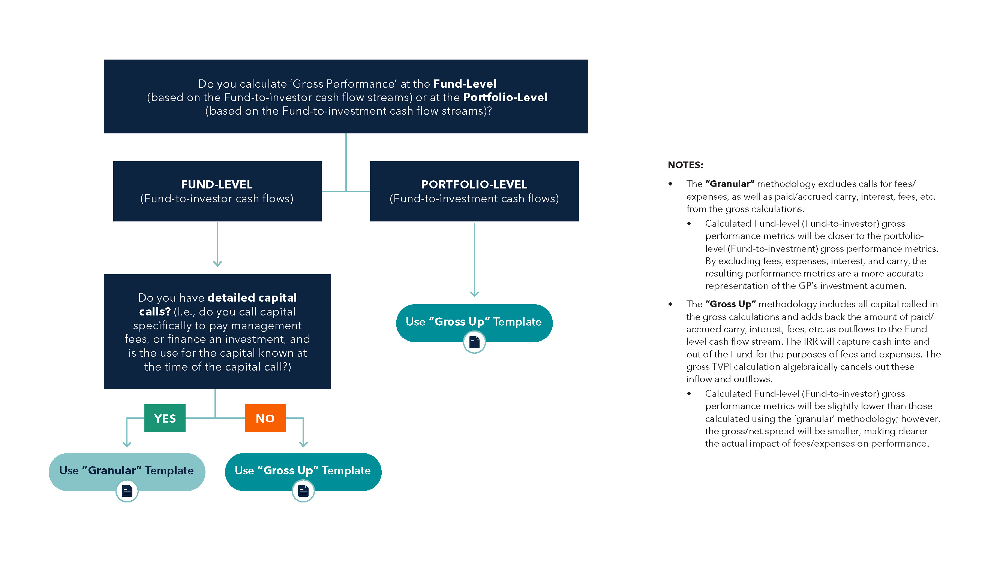 Do you calculate ‘Gross Performance’ at the Fund-Level
(based on the Fund-to-investor cash flow streams) or at the Portfolio-Level
(based on the Fund-to-investment cash flow streams)?
FUND-LEVEL
(Fund-to-investor cash flows)
PORTFOLIO-LEVEL
(Fund-to-investment cash flows)
Do you have detailed capital
calls? (I.e., do you call capital
specifically to pay management
fees, or finance an investment, and
is the use for the capital known at
the time of the capital call?)
Use “Gross Up” Template
YES
NO
Use “Granular” Template
Use “Gross Up” Template
NOTES:
• The “Granular” methodology excludes calls for fees/
expenses, as well as paid/accrued carry, interest, fees, etc.
from the gross calculations.
• Calculated Fund-level (Fund-to-investor) gross
performance metrics will be closer to the portfolio-
level (Fund-to-investment) gross performance metrics.
By excluding fees, expenses, interest, and carry, the
resulting performance metrics are a more accurate
representation of the GP’s investment acumen.
• The “Gross Up” methodology includes all capital called in
the gross calculations and adds back the amount of paid/
accrued carry, interest, fees, etc. as outflows to the Fund-
level cash flow stream. The IRR will capture cash into and
out of the Fund for the purposes of fees and expenses. The
gross TVPI calculation algebraically cancels out these
inflow and outflows.
• Calculated Fund-level (Fund-to-investor) gross
performance metrics will be slightly lower than those
calculated using the ‘granular’ methodology; however,
the gross/net spread will be smaller, making clearer
the actual impact of fees/expenses on performance.